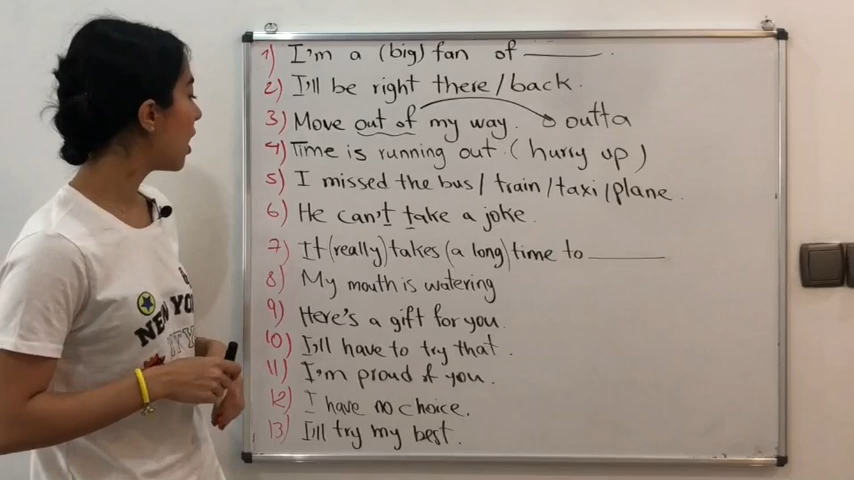 1) I'm a (big) fan of ______.
2) I'll be right there/back.
3) Move out of my way. outta
4) Time is running out. (hurry up)
5) I missed the bus/train/taxi/plane.
6) He can't take a joke.
7) It (really) takes (a long) time to ______
8) My mouth is watering
9) Here's a gift for you.
10) I'll have to try that.
11) I'm proud of you.
12) I have no choice.
13) I'll try my best.
NEW YO